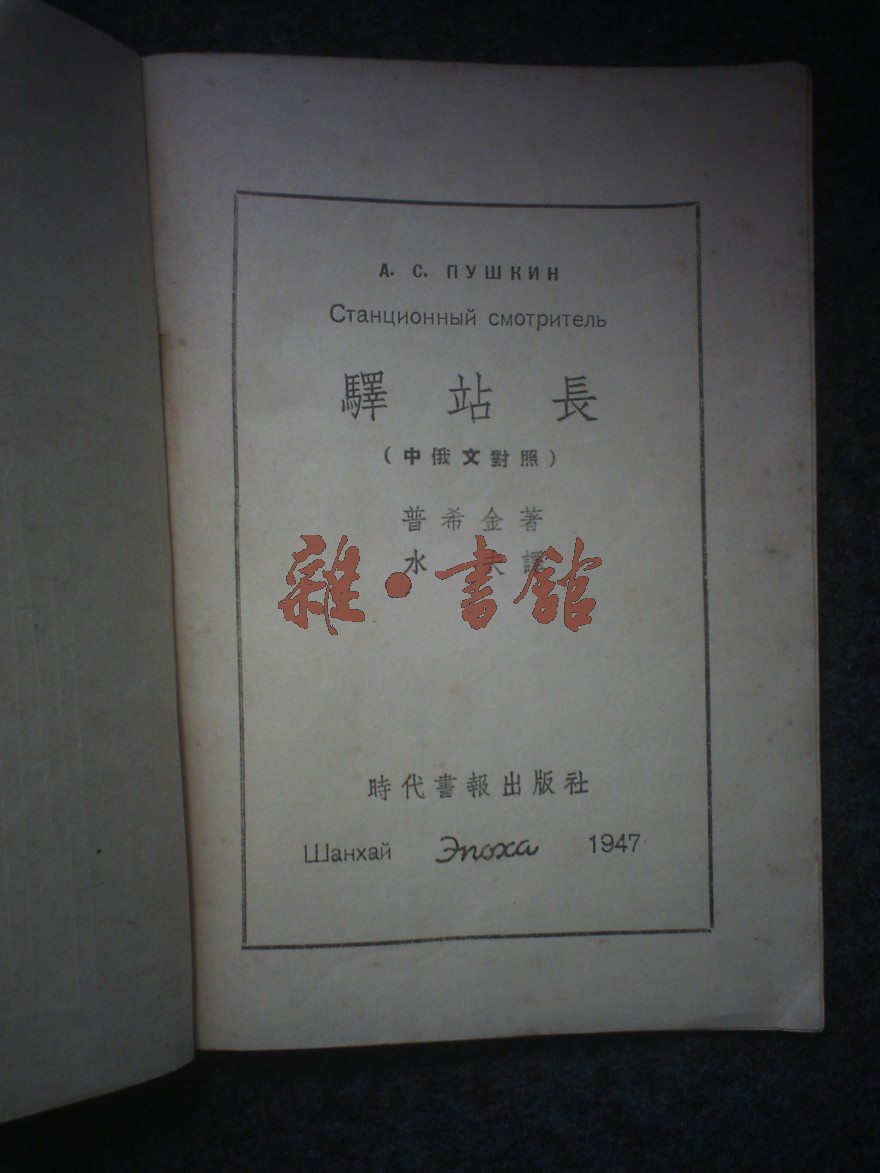 А. С. ПУШКИН
Станционный смотритель
驛站長
(中俄文對照)
普希金著
水夫譯
雜·書館
時代書報出版社
Шанхай Эпоха 1947